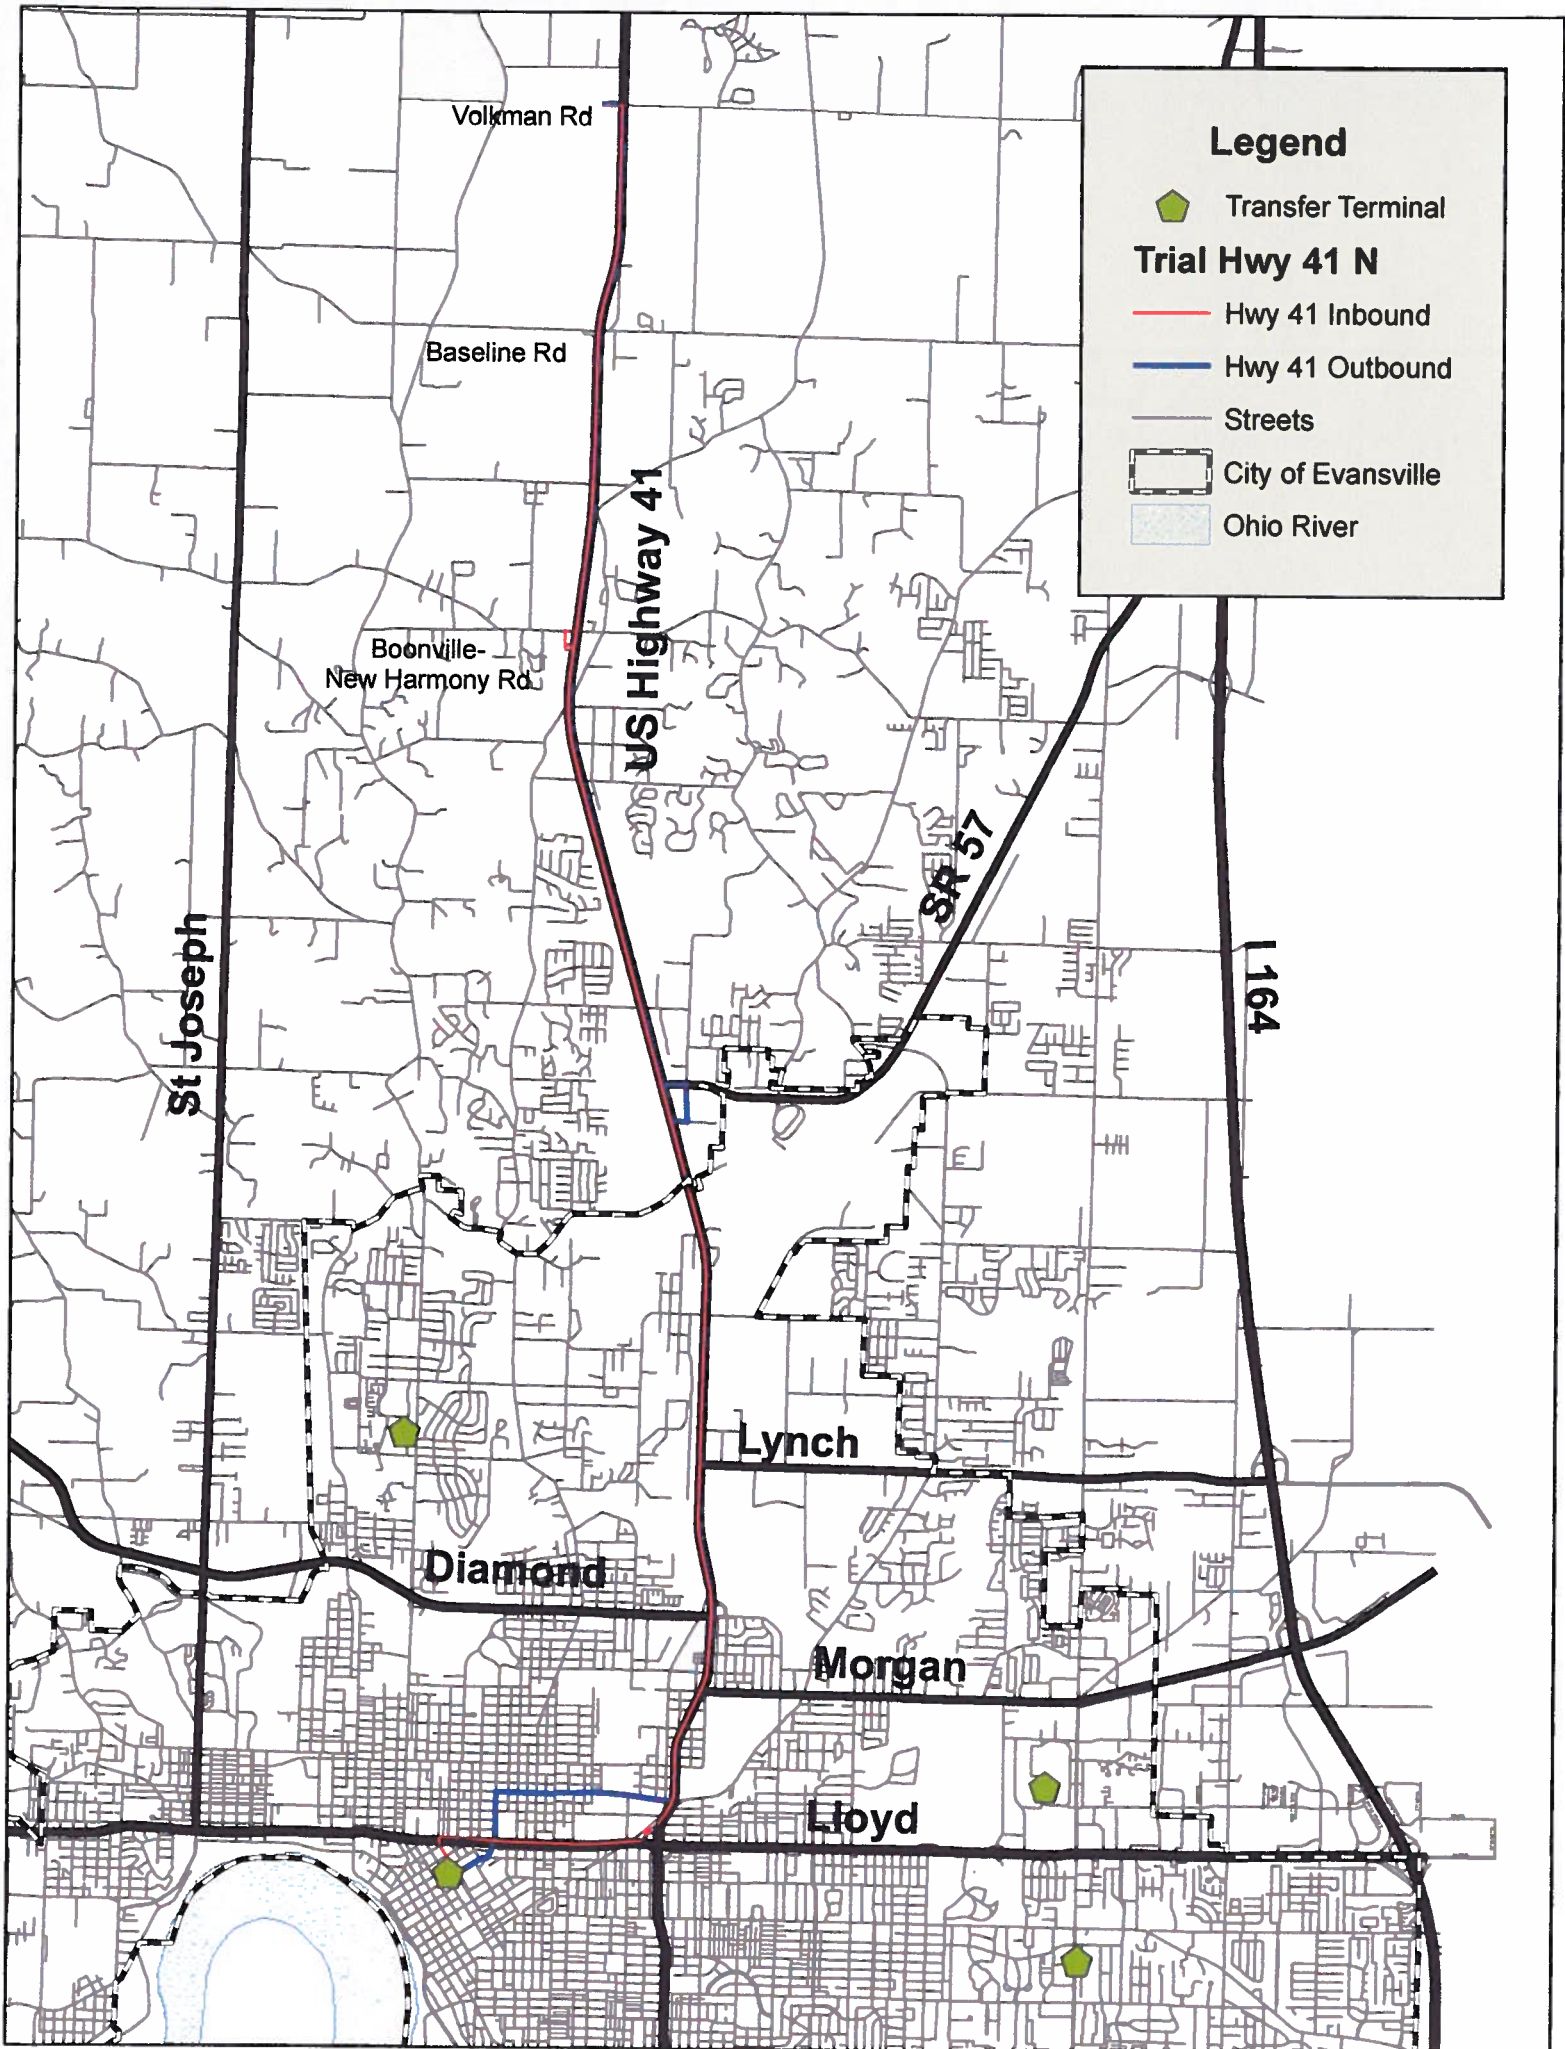 Volkman Rd
Legend
Transfer Terminal
Trial Hwy 41 N
Hwy 41 Inbound
Hwy 41 Outbound
Streets
City of Evansville
Ohio River
Baseline Rd
US Highway 41
Boonville-
New Harmony Rd
SR 57
St Joseph
I 164
Lynch
Diamond
Morgan
Lloyd